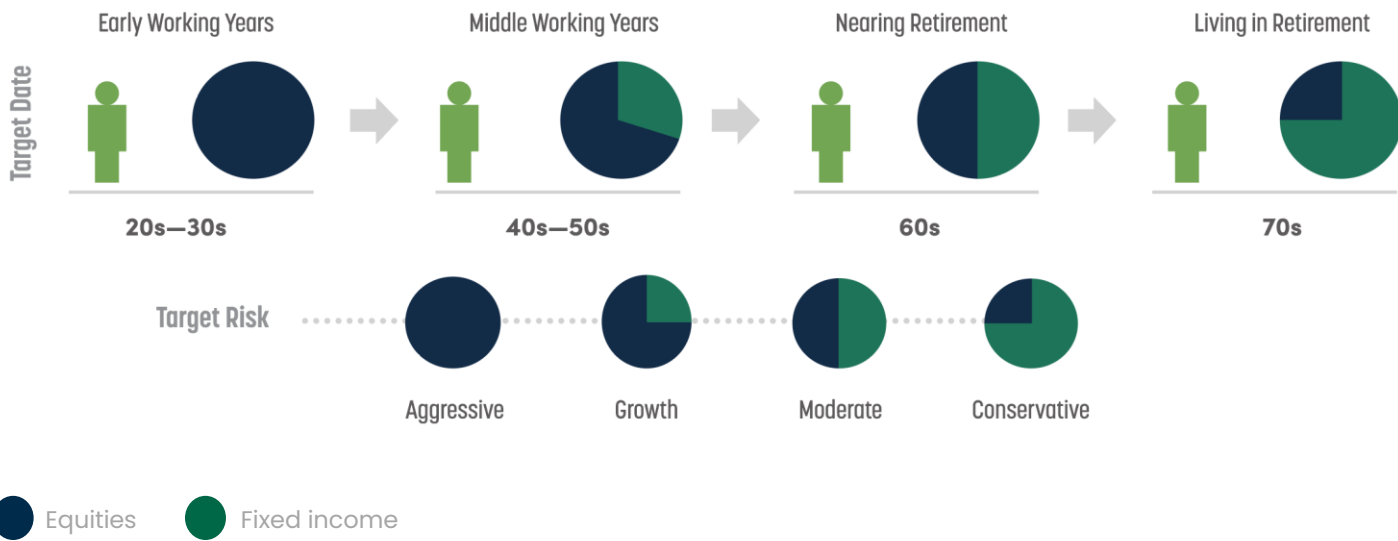 Early Working Years
Middle Working Years
Nearing Retirement
Living in Retirement
Target Date
20s—30s
40s—50s
60s
70s
Target Risk
Aggressive
Growth
Moderate
Conservative
Equities
Fixed income